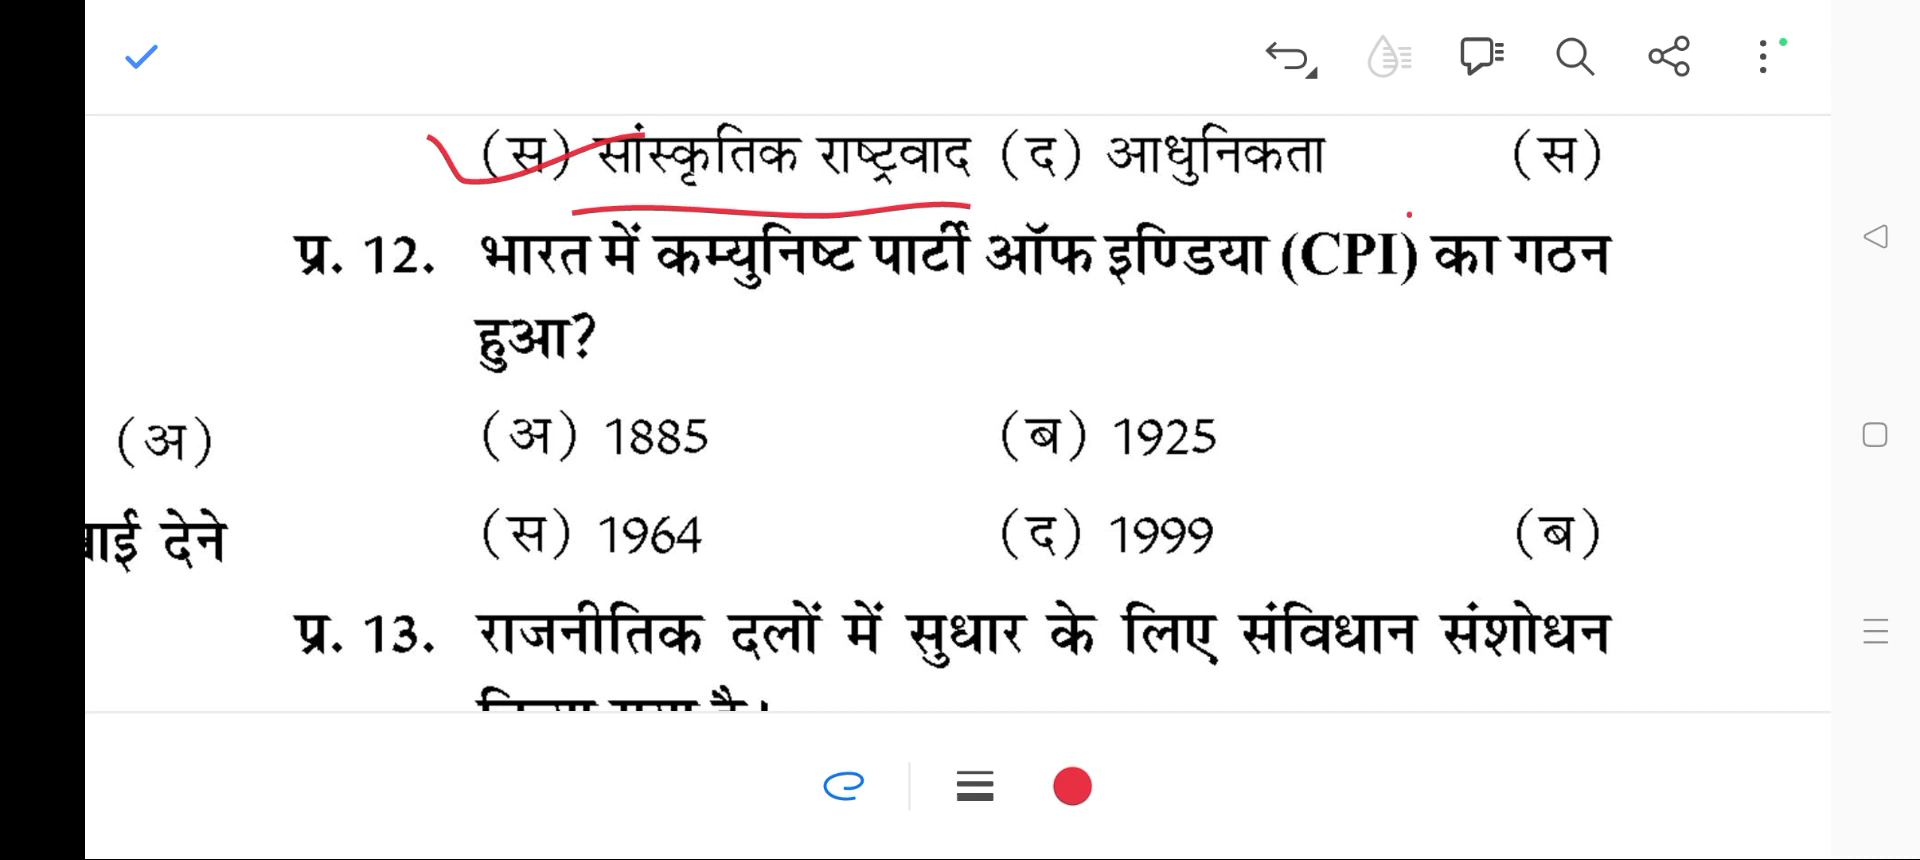 (स) सांस्कृतिक राष्ट्रवाद (द) आधुनिकता (स)
प्र. 12. भारत में कम्युनिष्ट पार्टी ऑफ इण्डिया (CPI) का गठन
हुआ?
(अ) (अ) 1885 (ब) 1925
(स) 1964 (द) 1999 (ब)
देने
प्र. 13. राजनीतिक दलों में सुधार के लिए संविधान संशोधन